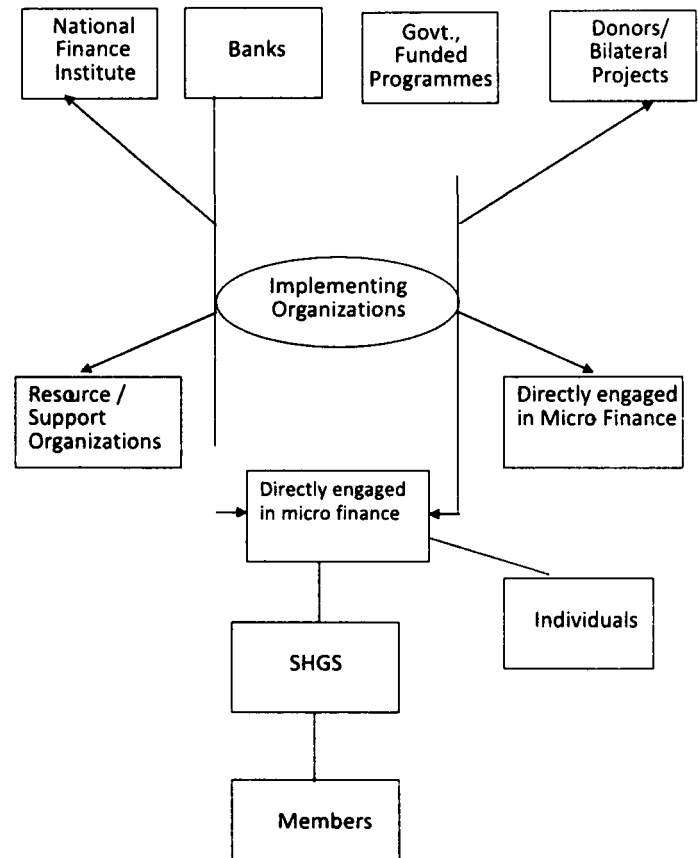 National
Finance
Institute
Banks
Govt.,
Funded
Programmes
Donors/
Bilateral
Projects
Implementing
Organizations
Resource /
Support
Organizations
Directly engaged
in Micro Finance
Directly engaged
in micro finance
Individuals
SHGS
Members